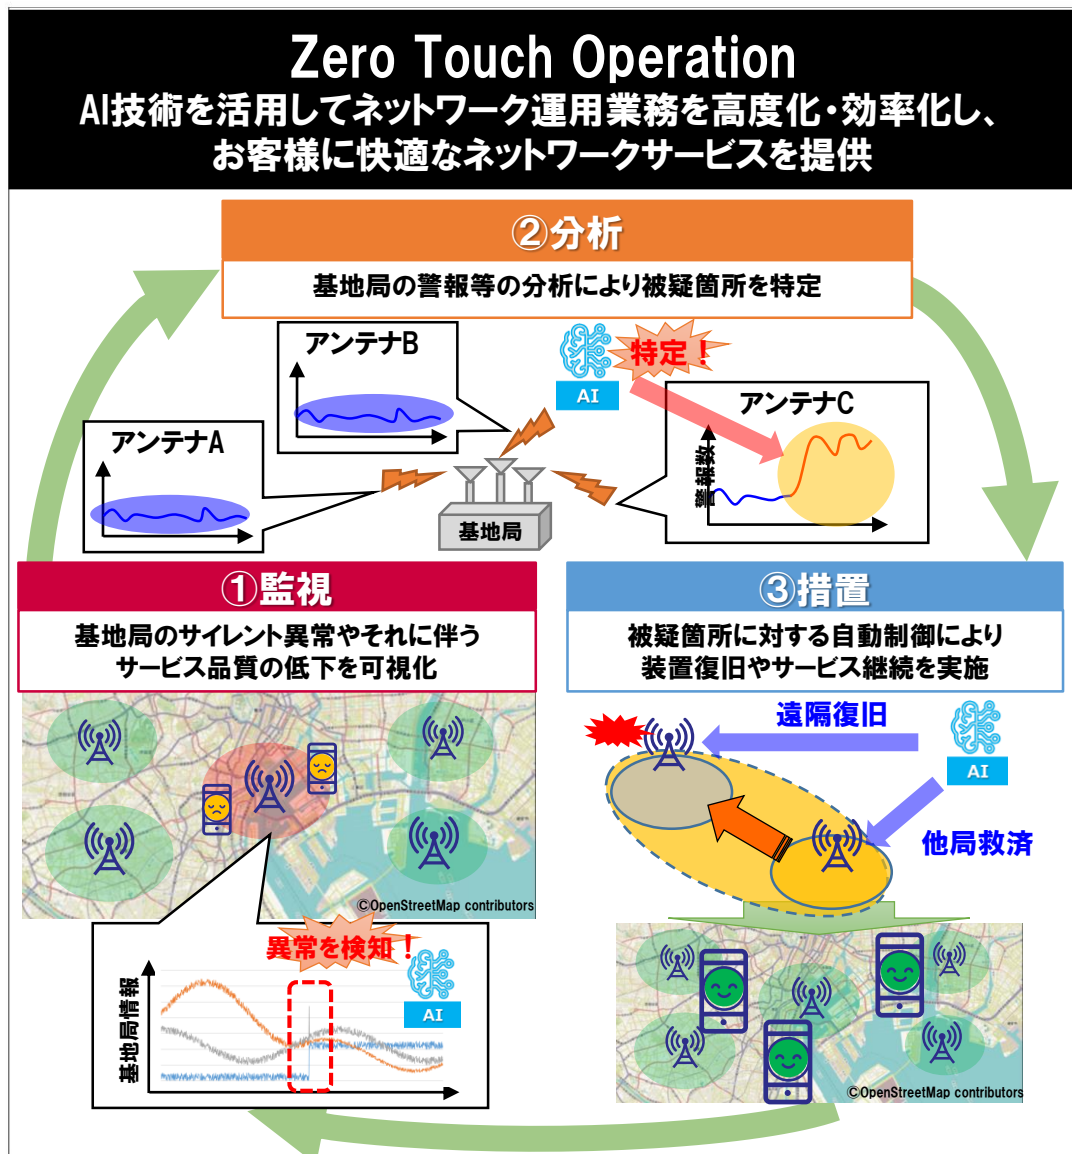 Zero Touch Operation
AI技術を活用してネットワーク運用業務を高度化・効率化し、
お客様に快適なネットワークサービスを提供
②分析
基地局の警報等の分析により被疑箇所を特定
アンテナB
特定！
AI
アンテナC
警報数
アンテナA
基地局
①監視
基地局のサイレント異常やそれに伴う
サービス品質の低下を可視化
©OpenStreetMap contributors
異常を検知！
AI
基地局情報
③措置
被疑箇所に対する自動制御により
装置復旧やサービス継続を実施
遠隔復旧
AI
他局救済
©OpenStreetMap contributors